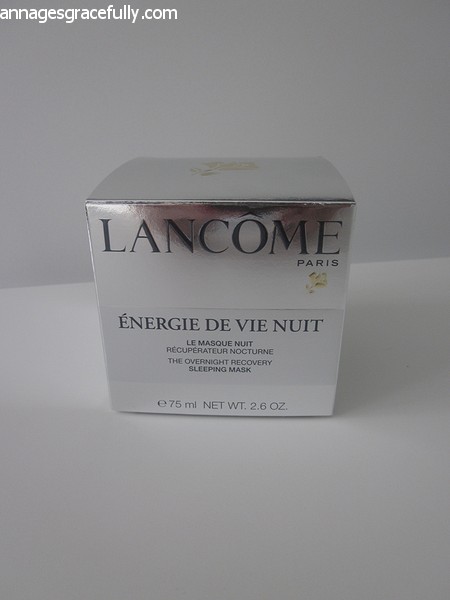 annagesgracefully.com
LANCÔME
PARIS
ÉNERGIE DE VIE NUIT
LE MASQUE NUIT
RÉCUPÉRATEUR NOCTURNE
THE OVERNIGHT RECOVERY
SLEEPING MASK
℮75 ml NET WT. 2.6 OZ.